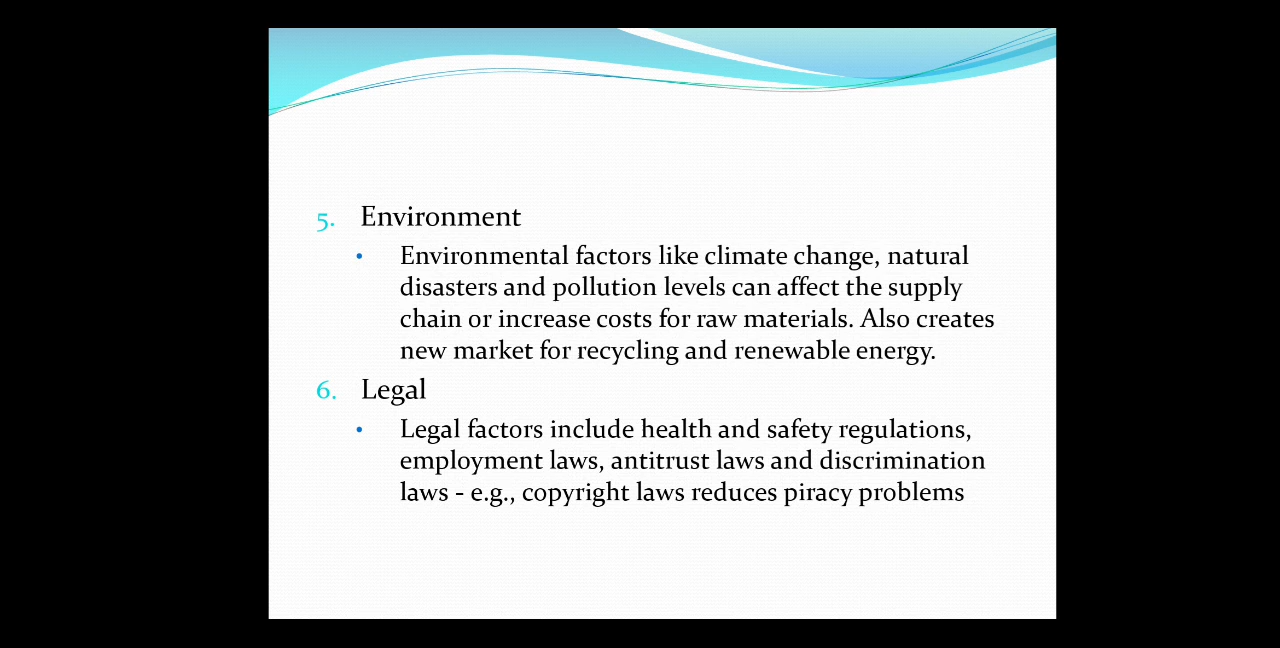 5. Environment
• Environmental factors like climate change, natural
disasters and pollution levels can affect the supply
chain or increase costs for raw materials. Also creates
new market for recycling and renewable energy.
6. Legal
• Legal factors include health and safety regulations,
employment laws, antitrust laws and discrimination
laws - e.g., copyright laws reduces piracy problems